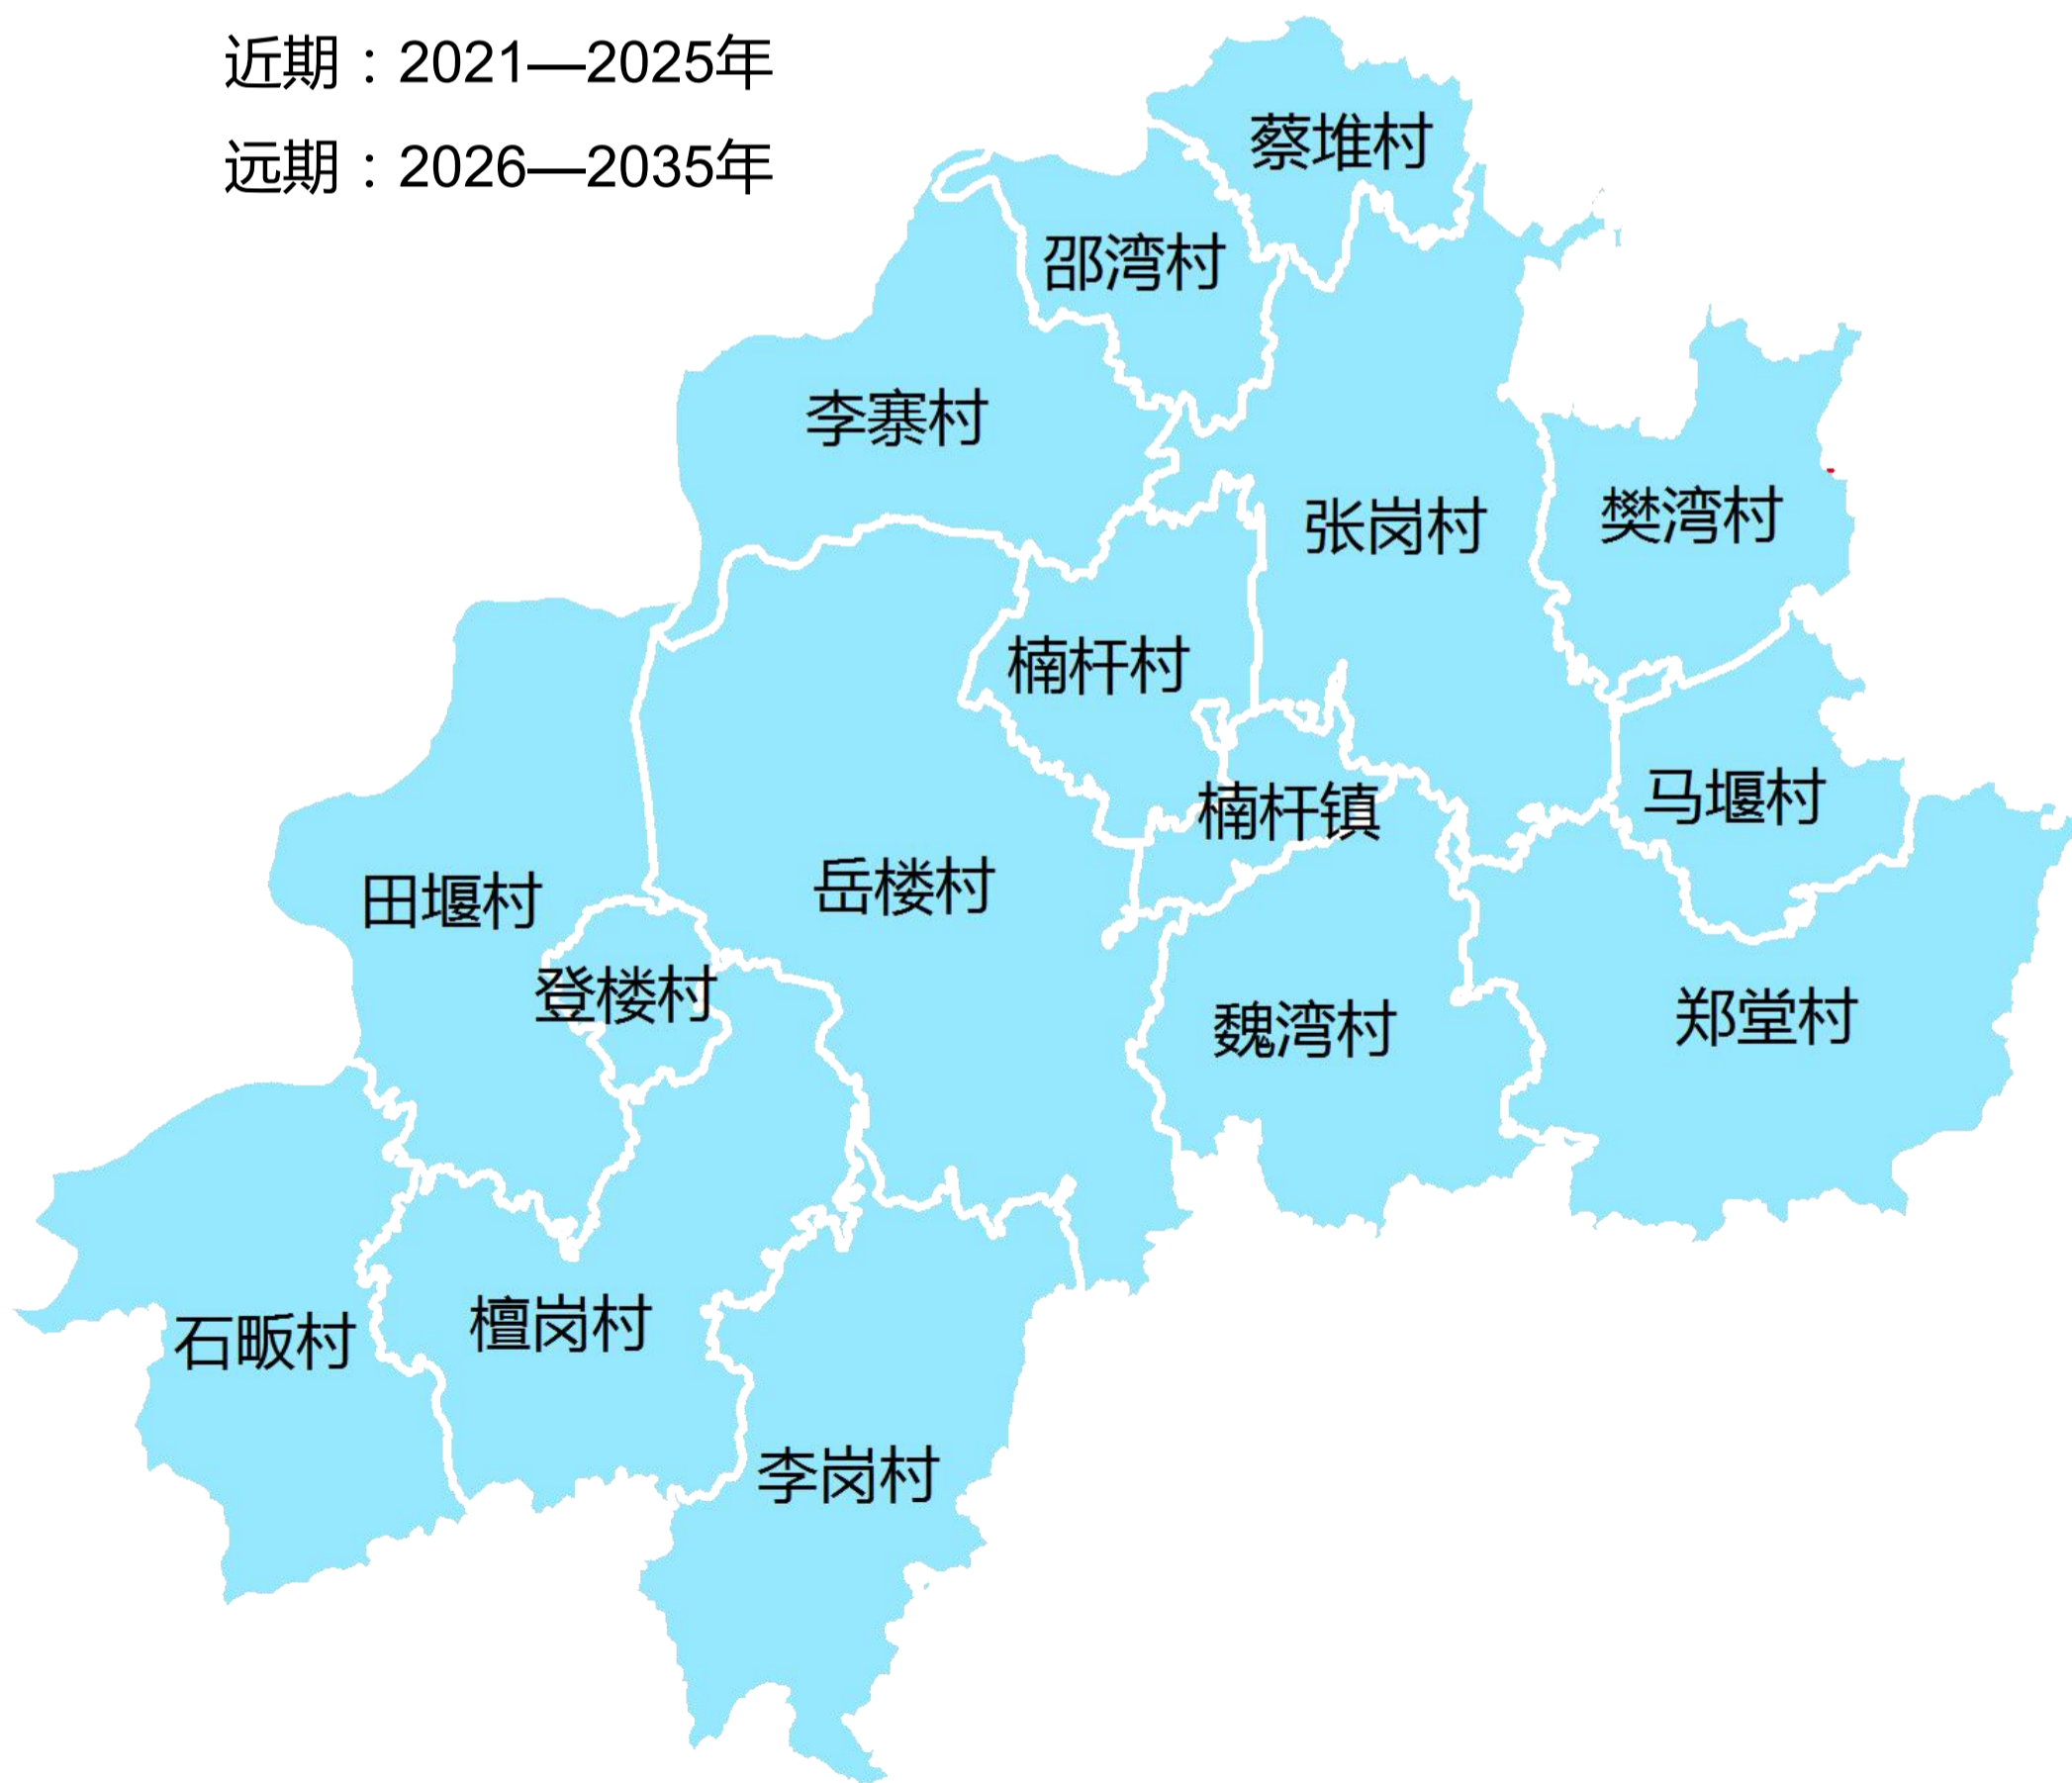 近期：2021—2025年
远期：2026—2035年
蔡堆村
邵湾村
李寨村
张岗村
樊湾村
楠杆村
马堰村
楠杆镇
岳楼村
田堰村
登楼村
魏湾村
郑堂村
檀岗村
石畈村
李岗村